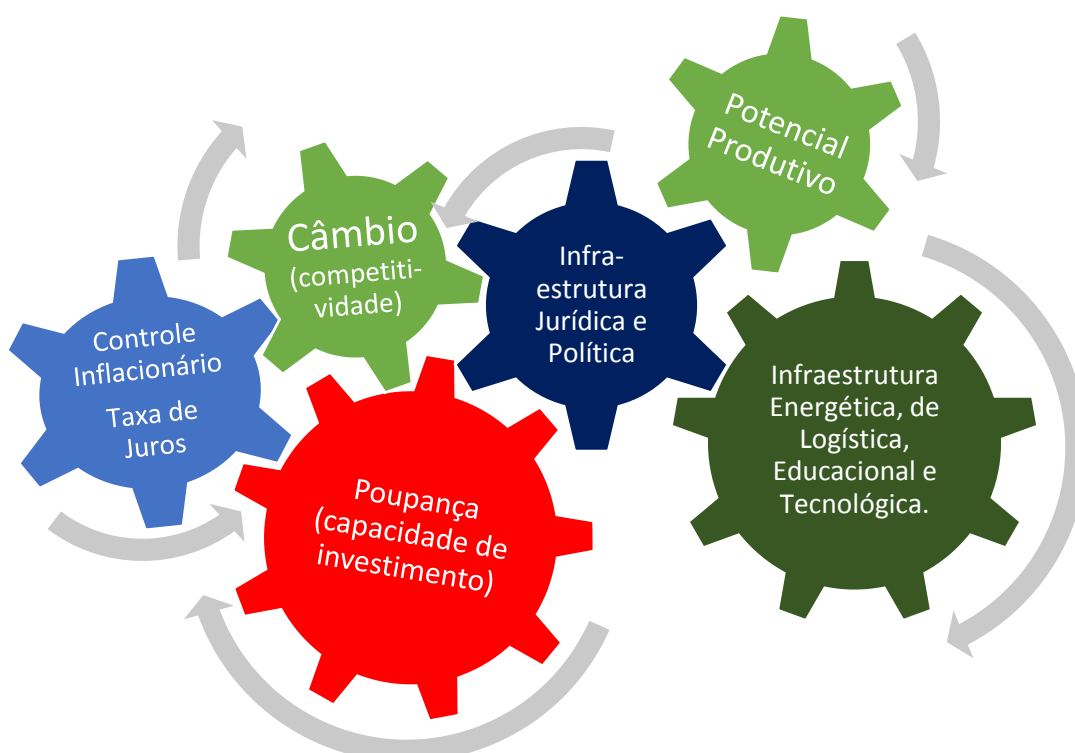 Potencial
Produtivo
Câmbio
(competiti-
vidade)
Infra-
estrutura
Jurídica e
Política
Controle
Inflacionário
Taxa de
Juros
Infraestrutura
Energética, de
Logística,
Educacional e
Tecnológica.
Poupança
(capacidade de
investimento)